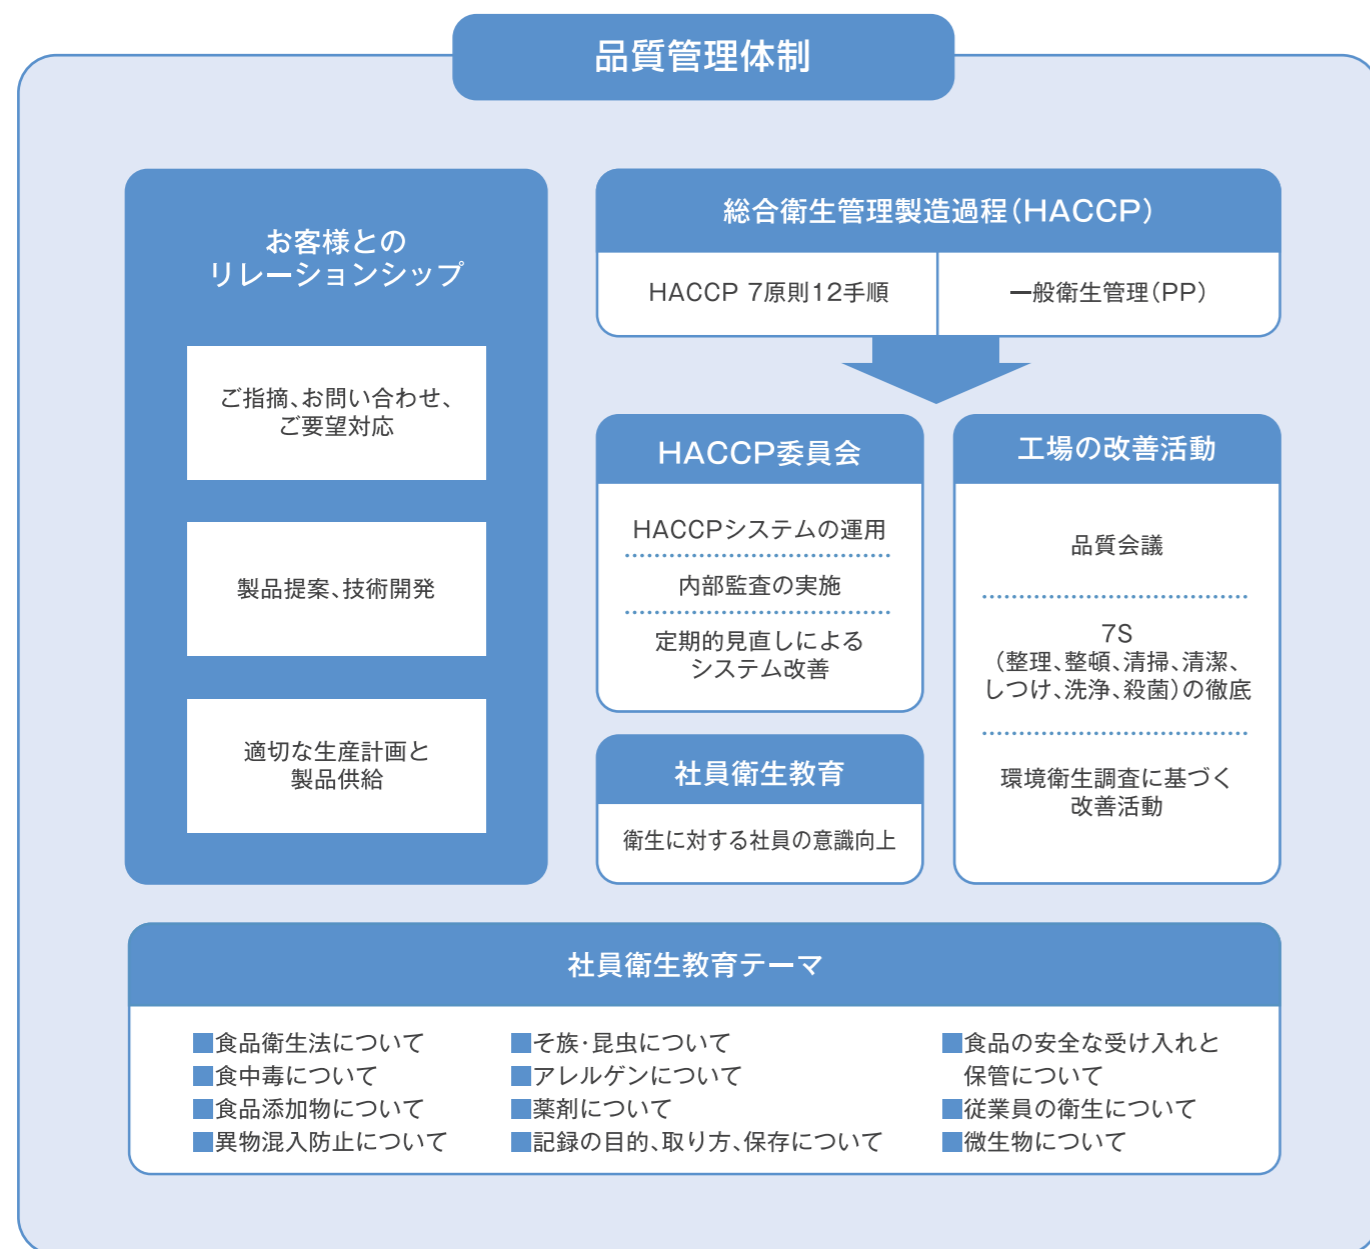 品質管理体制
お客様との
リレーションシップ
ご指摘、お問い合わせ、
ご要望対応
製品提案、技術開発
適切な生産計画と
製品供給
総合衛生管理製造過程（HACCP）
HACCP 7原則12手順
一般衛生管理（PP）
HACCP委員会
HACCPシステムの運用
内部監査の実施
定期的見直しによる
システム改善
社員衛生教育
衛生に対する社員の意識向上
工場の改善活動
品質会議
7S
（整理、整頓、清掃、清潔、
しつけ、洗浄、殺菌）の徹底
環境衛生調査に基づく
改善活動
社員衛生教育テーマ
■食品衛生法について
■食中毒について
■食品添加物について
■異物混入防止について
■そ族・昆虫について
■アレルゲンについて
■薬剤について
■記録の目的、取り方、保存について
■食品の安全な受け入れと
保管について
■従業員の衛生について
■微生物について